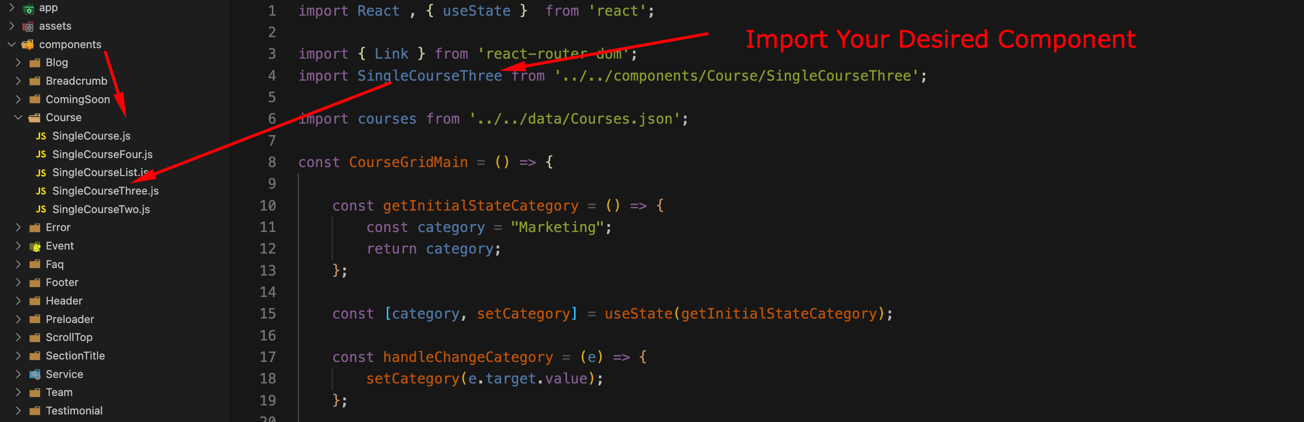 app
assets
components
Blog
Breadcrumb
ComingSoon
Course
JS SingleCourse.js
JS SingleCourseFour.js
JS SingleCourseList.js
JS SingleCourseThree.js
JS SingleCourseTwo.js
Error
Event
Faq
Footer
Header
Preloader
ScrollTop
SectionTitle
Service
Team
Testimonial
1 import React , { useState }  from 'react';
2
3 import { Link } from 'react-router-dom';
4 import SingleCourseThree from '../../components/Course/SingleCourseThree';
5
6 import courses from '../../data/Courses.json';
7
8 const CourseGridMain = () => {
9
10     const getInitialStateCategory = () => {
11         const category = "Marketing";
12         return category;
13     };
14
15     const [category, setCategory] = useState(getInitialStateCategory);
16
17     const handleChangeCategory = (e) => {
18         setCategory(e.target.value);
19     };
20
Import Your Desired Component